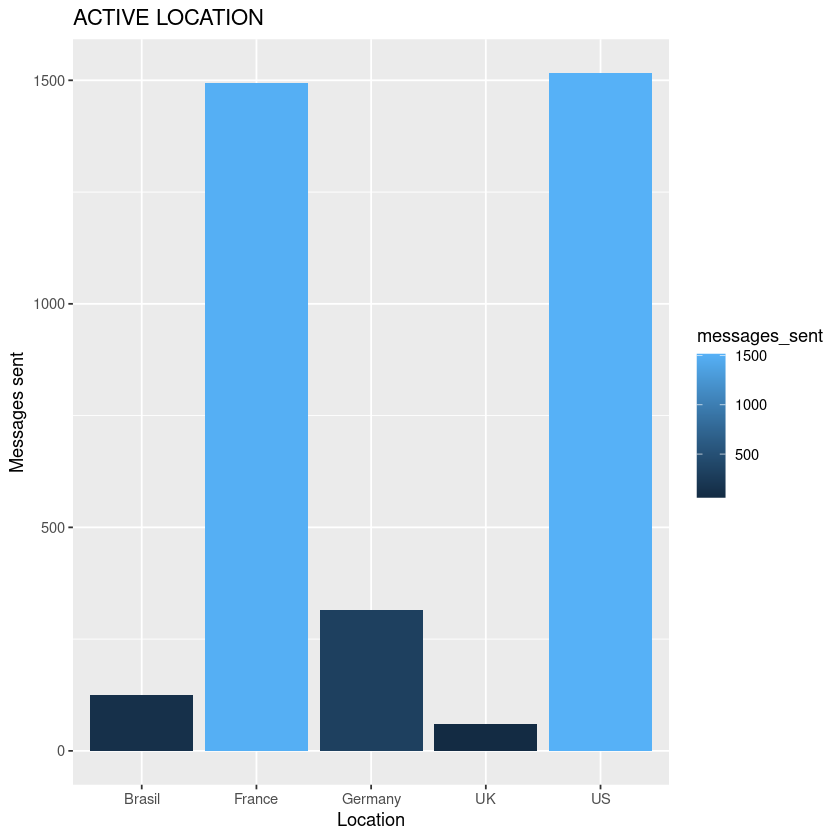 ACTIVE LOCATION
1500
1000
500
0
Messages sent
Brasil France Germany UK US
Location
messages_sent
1500
1000
500